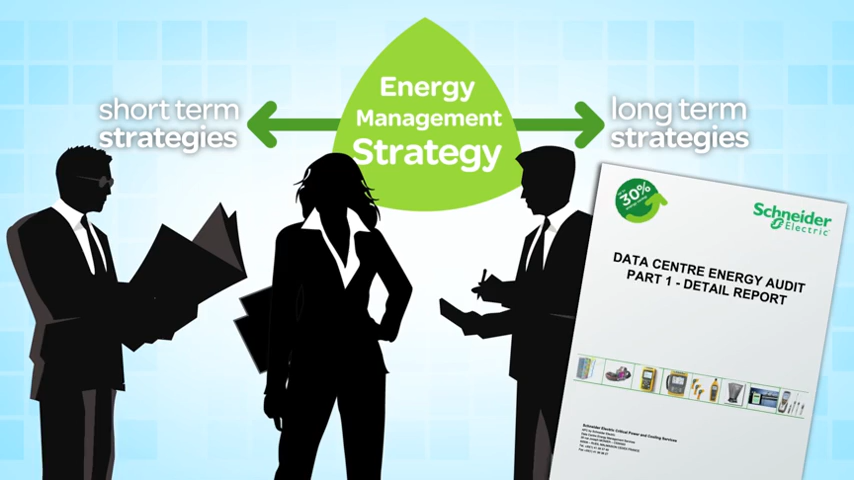 Energy
Management
Strategy
short term
strategies
long term
strategies
30%
Schneider
Electric
DATA CENTRE ENERGY AUDIT
PART 1 - DETAIL REPORT
Schneider Electric Critical Power and Cooling Services